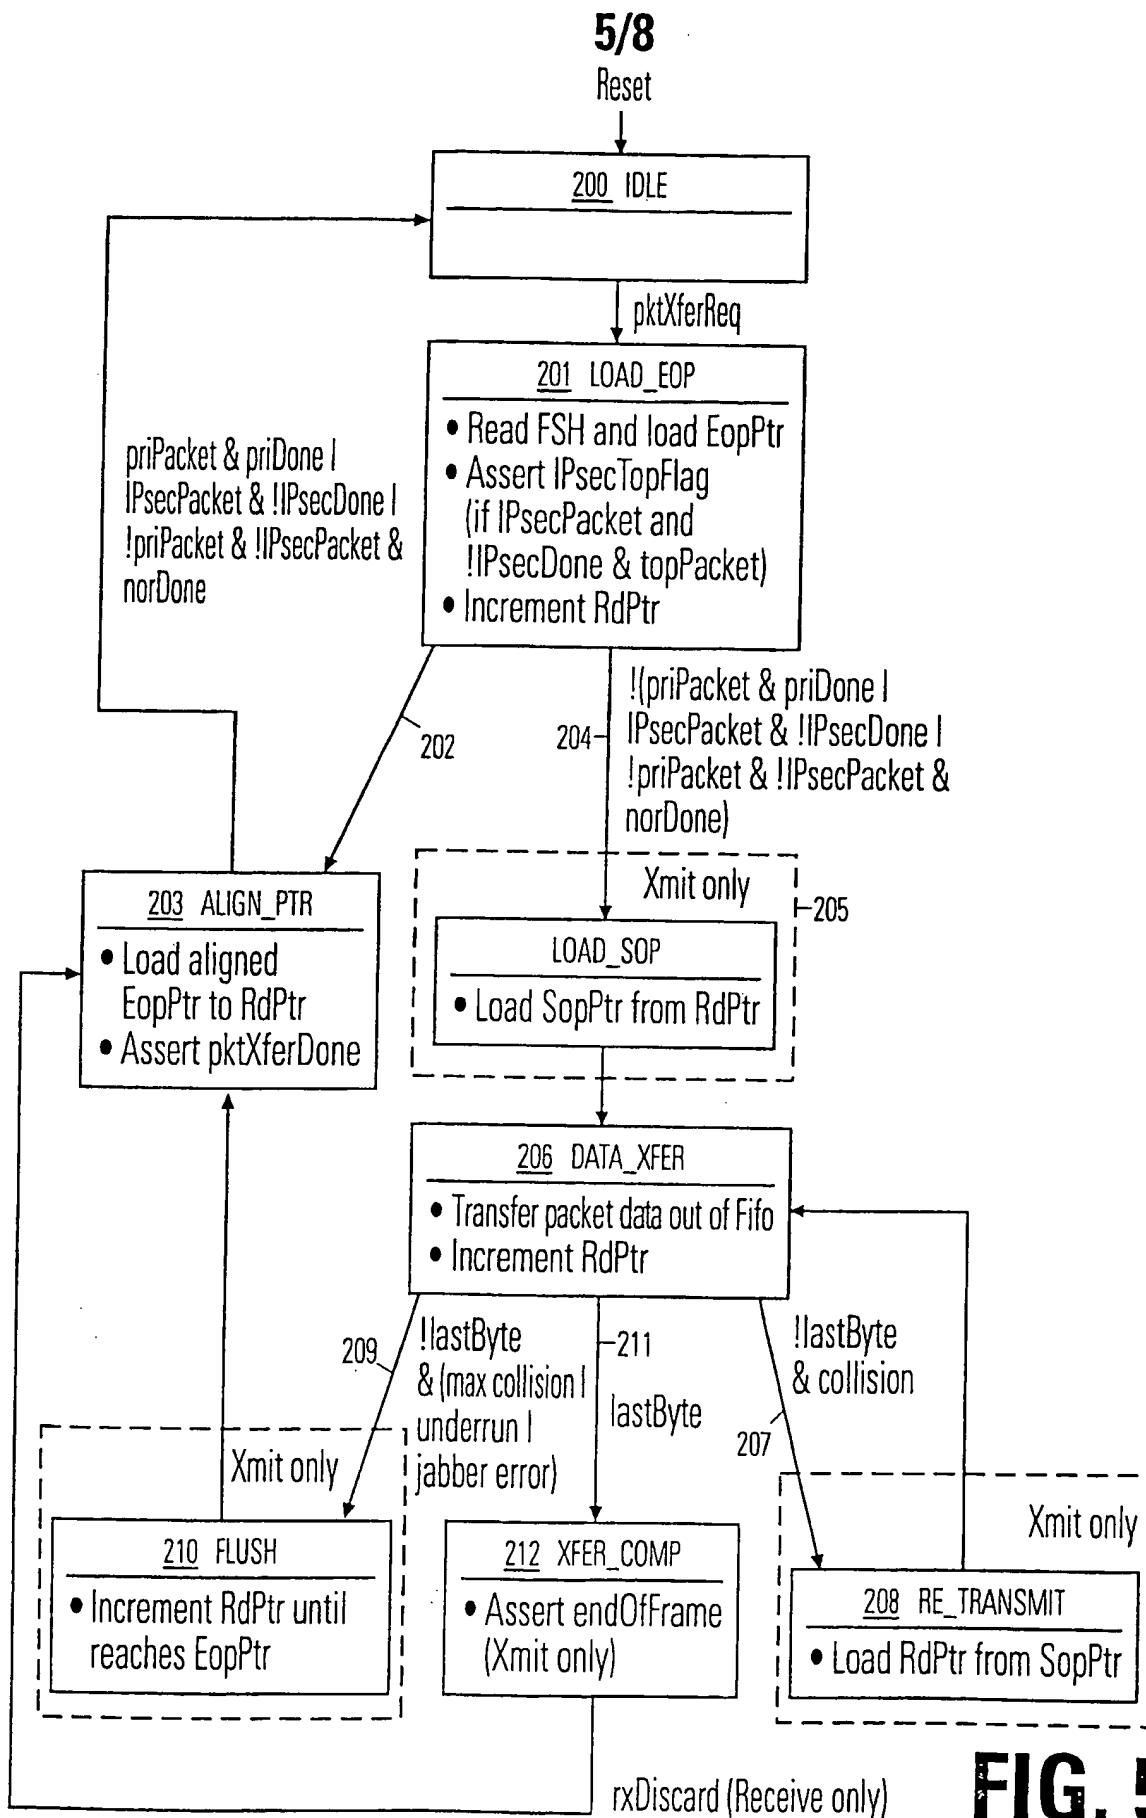 5/8
Reset
200 IDLE
pktXferReq
201 LOAD_EOP
• Read FSH and load EopPtr
• Assert IPsecTopFlag
(if IPsecPacket and
!IPsecDone & topPacket)
• Increment RdPtr
priPacket & priDone |
IPsecPacket & !IPsecDone |
!priPacket & !IPsecPacket &
norDone
202
204
!(priPacket & priDone |
IPsecPacket & !IPsecDone |
!priPacket & !IPsecPacket &
norDone)
203 ALIGN_PTR
• Load aligned
EopPtr to RdPtr
• Assert pktXferDone
Xmit only
205
LOAD_SOP
• Load SopPtr from RdPtr
206 DATA_XFER
• Transfer packet data out of Fifo
• Increment RdPtr
209
!lastByte
& (max collision |
underrun |
jabber error)
211
lastByte
!lastByte
& collision
207
Xmit only
210 FLUSH
• Increment RdPtr until
reaches EopPtr
212 XFER_COMP
• Assert endOfFrame
(Xmit only)
Xmit only
208 RE_TRANSMIT
• Load RdPtr from SopPtr
rxDiscard (Receive only)
FIG. 5